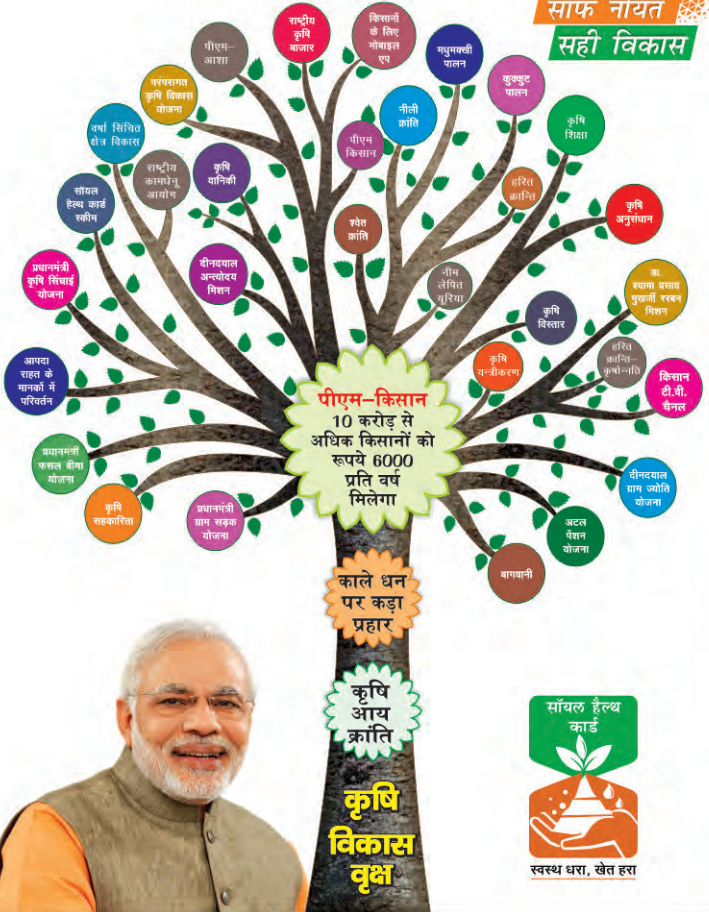 साफ नीयत
सही विकास
राष्ट्रीय
कृषि
बाजार
किसानों
के लिए
मोबाइल
एप
पीएम–
आशा
मधुमक्खी
पालन
कुक्कुट
पालन
परंपरागत
कृषि विकास
योजना
नीली
क्रांति
कृषि
शिक्षा
वर्षा सिंचित
क्षेत्र विकास
पीएम
किसान
राष्ट्रीय
कामधेनू
आयोग
कृषि
यानिकी
हरित
क्रान्ति
सॉयल
हेल्थ कार्ड
स्कीम
श्वेत
क्रांति
कृषि
अनुसंधान
प्रधानमंत्री
कृषि सिंचाई
योजना
दीनदयाल
अन्त्योदय
मिशन
नीम
लेपित
यूरिया
डा.
श्यामा प्रसाद
मुखर्जी ररबन
मिशन
कृषि
विस्तार
आपदा
राहत के
मानकों में
परिवर्तन
कृषि
यन्त्रीकरण
हरित
क्रान्ति–
कृषोन्नति
किसान
टी.वी.
चैनल
पीएम–किसान
10 करोड़ से
अधिक किसानों को
रूपये 6000
प्रति वर्ष
मिलेगा
प्रधानमंत्री
फसल बीमा
योजना
दीनदयाल
ग्राम ज्योति
योजना
कृषि
सहकारिता
प्रधानमंत्री
ग्राम सड़क
योजना
अटल
पेंशन
योजना
बागवानी
काले धन
पर कड़ा
प्रहार
कृषि
आय
क्रांति
कृषि
विकास
वृक्ष
सॉयल हैल्थ
कार्ड
स्वस्थ धरा, खेत हरा